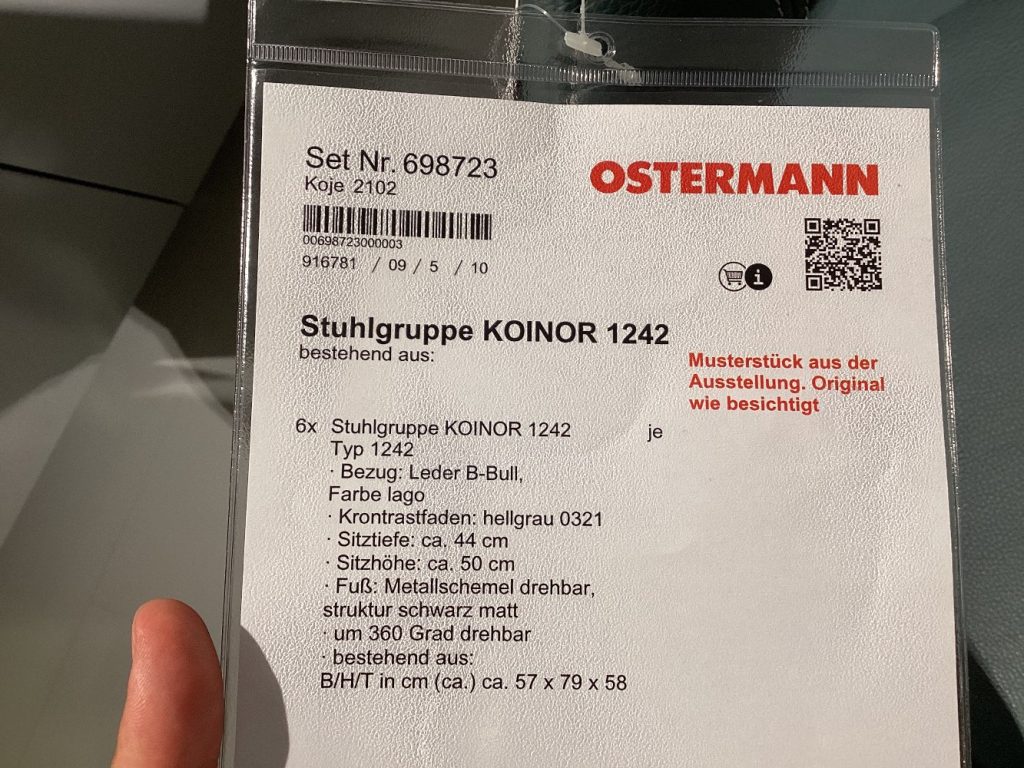 Set Nr. 698723
Koje 2102
00698723000003
916781 / 09 / 5 / 10
OSTERMANN
i
Stuhlgruppe KOINOR 1242
bestehend aus:
Musterstück aus der
Ausstellung. Original
wie besichtigt
6x Stuhlgruppe KOINOR 1242 je
Typ 1242
· Bezug: Leder B-Bull,
Farbe lago
· Krontrastfaden: hellgrau 0321
· Sitztiefe: ca. 44 cm
· Sitzhöhe: ca. 50 cm
· Fuß: Metallschemel drehbar,
struktur schwarz matt
· um 360 Grad drehbar
· bestehend aus:
B/H/T in cm (ca.) ca. 57 x 79 x 58